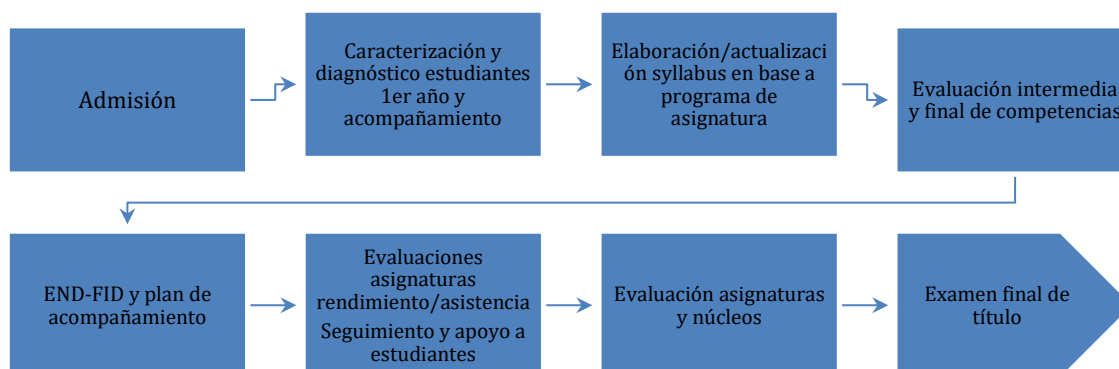 Admisión
Caracterización y
diagnóstico estudiantes
1er año y
acompañamiento
Elaboración/actualizaci
ón syllabus en base a
programa de
asignatura
Evaluación intermedia
y final de competencias
END-FID y plan de
acompañamiento
Evaluaciones
asignaturas
rendimiento/asistencia
Seguimiento y apoyo a
estudiantes
Evaluación asignaturas
y núcleos
Examen final de
título